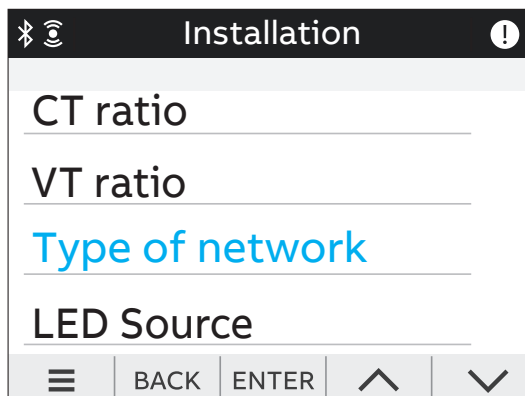 Installation
CT ratio
VT ratio
Type of network
LED Source
BACK ENTER